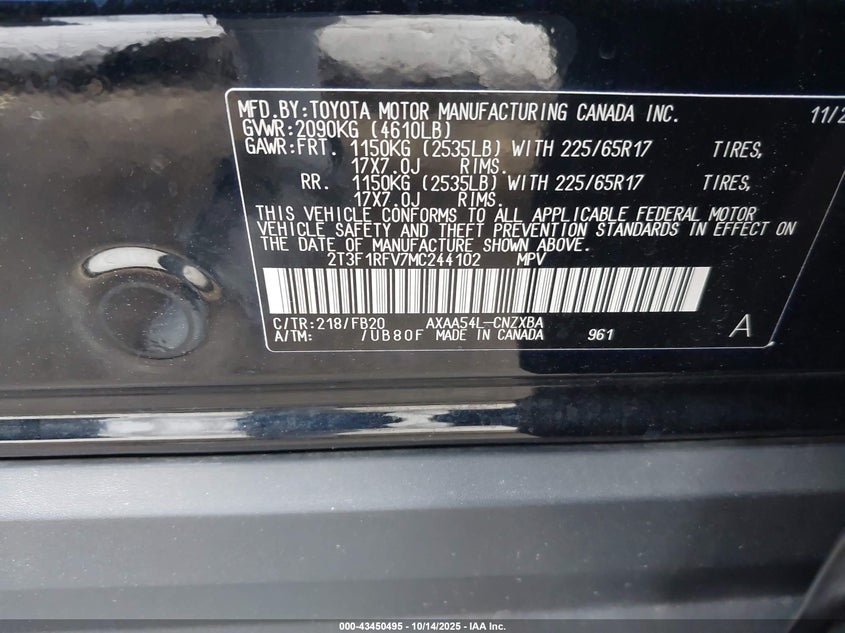 MFD.BY:TOYOTA MOTOR MANUFACTURING CANADA INC. 11/2
GVWR:2090KG (4610LB)
GAWR:FRT. 1150KG (2535LB) WITH 225/65R17 TIRES,
17X7.0J RIMS.
RR. 1150KG (2535LB) WITH 225/65R17 TIRES,
17X7.0J RIMS.
THIS VEHICLE CONFORMS TO ALL APPLICABLE FEDERAL MOTOR
VEHICLE SAFETY AND THEFT PREVENTION STANDARDS IN EFFECT ON
THE DATE OF MANUFACTURE SHOWN ABOVE.
2T3F1RFV7MC244102 MPV
C/TR:218/FB20 AXAA54L-CNZXBA
A/TM: /UB80F MADE IN CANADA 961 A
000-43450495 - 10/14/2025 - IAA Inc.